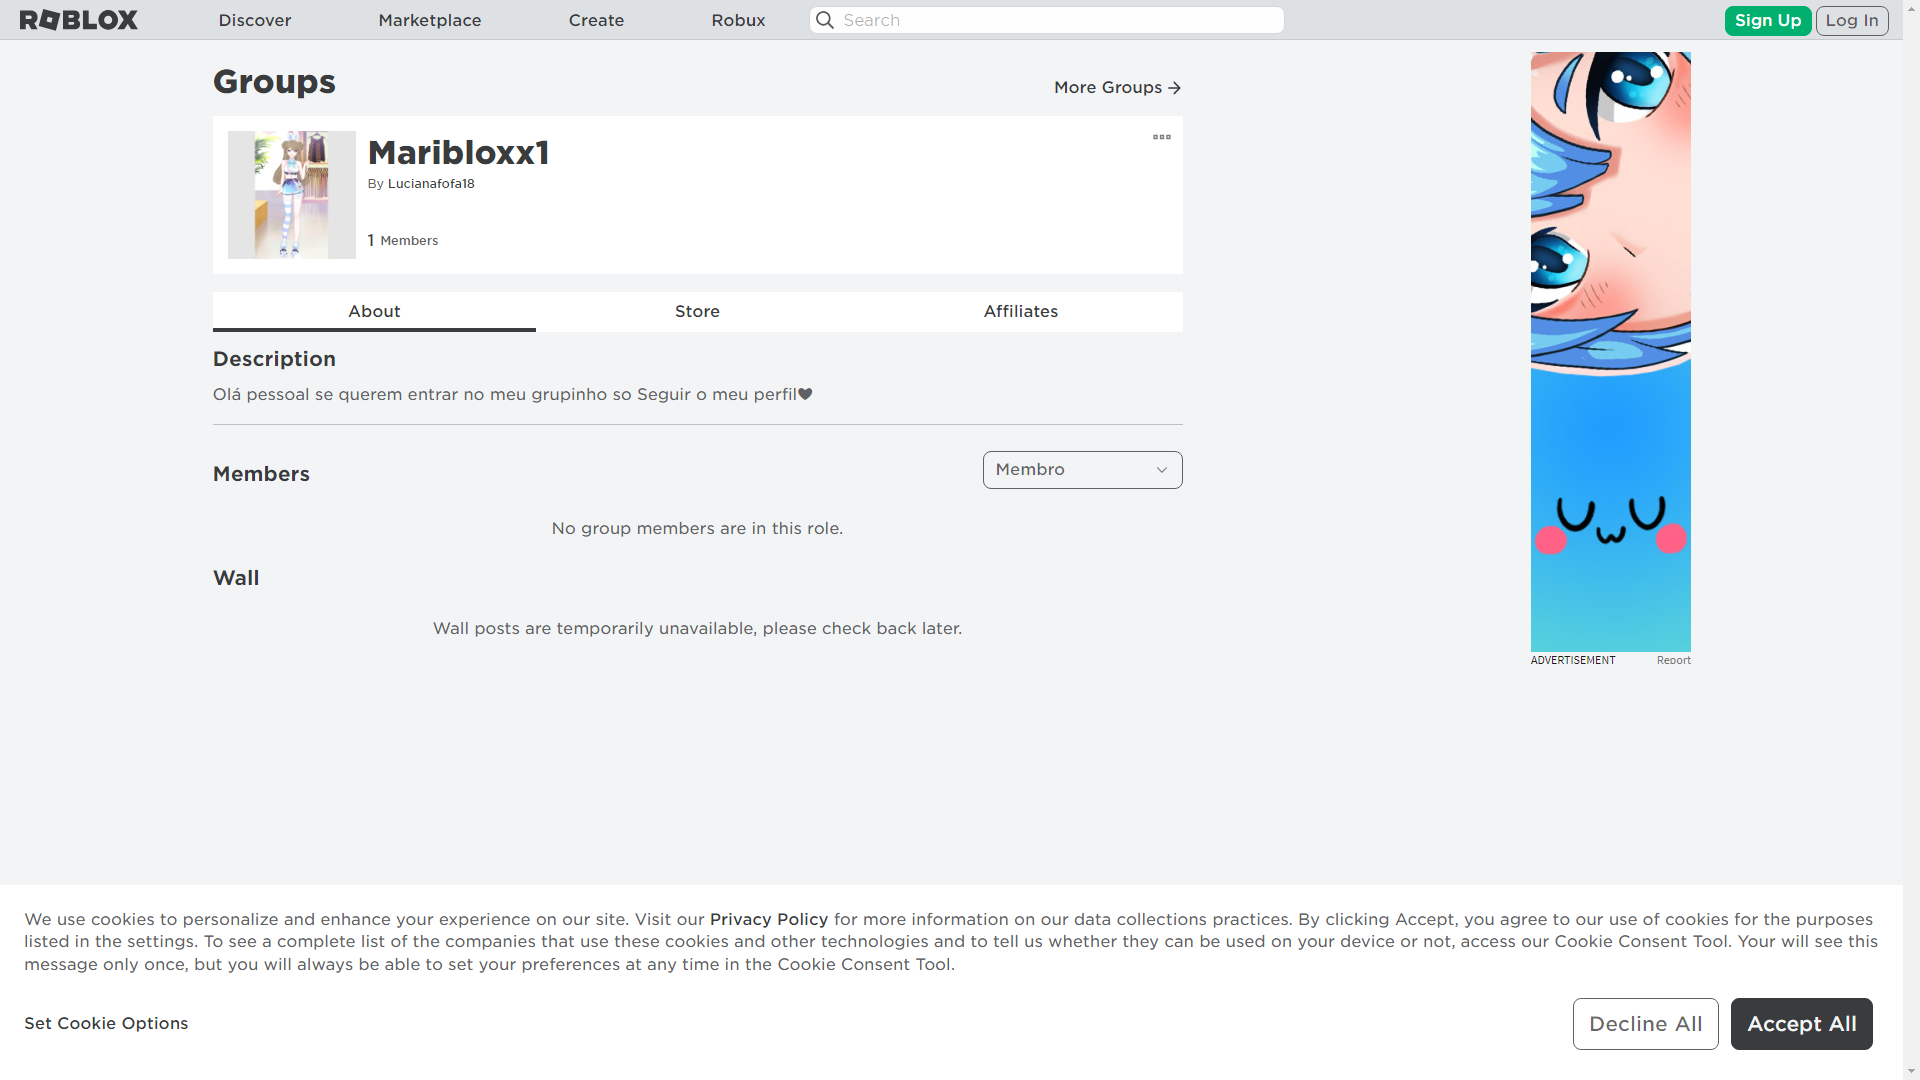 ROBLOX
Discover
Marketplace
Create
Robux
Search
Sign Up
Log In
Groups
More Groups
Maribloxx1
By Lucianafofa18
1 Members
About
Store
Affiliates
Description
Olá pessoal se querem entrar no meu grupinho so Seguir o meu perfil🖤
Members
Membro
No group members are in this role.
Wall
Wall posts are temporarily unavailable, please check back later.
ADVERTISEMENT
Report
We use cookies to personalize and enhance your experience on our site. Visit our Privacy Policy for more information on our data collections practices. By clicking Accept, you agree to our use of cookies for the purposes
listed in the settings. To see a complete list of the companies that use these cookies and other technologies and to tell us whether they can be used on your device or not, access our Cookie Consent Tool. Your will see this
message only once, but you will always be able to set your preferences at any time in the Cookie Consent Tool.
Set Cookie Options
Decline All
Accept All